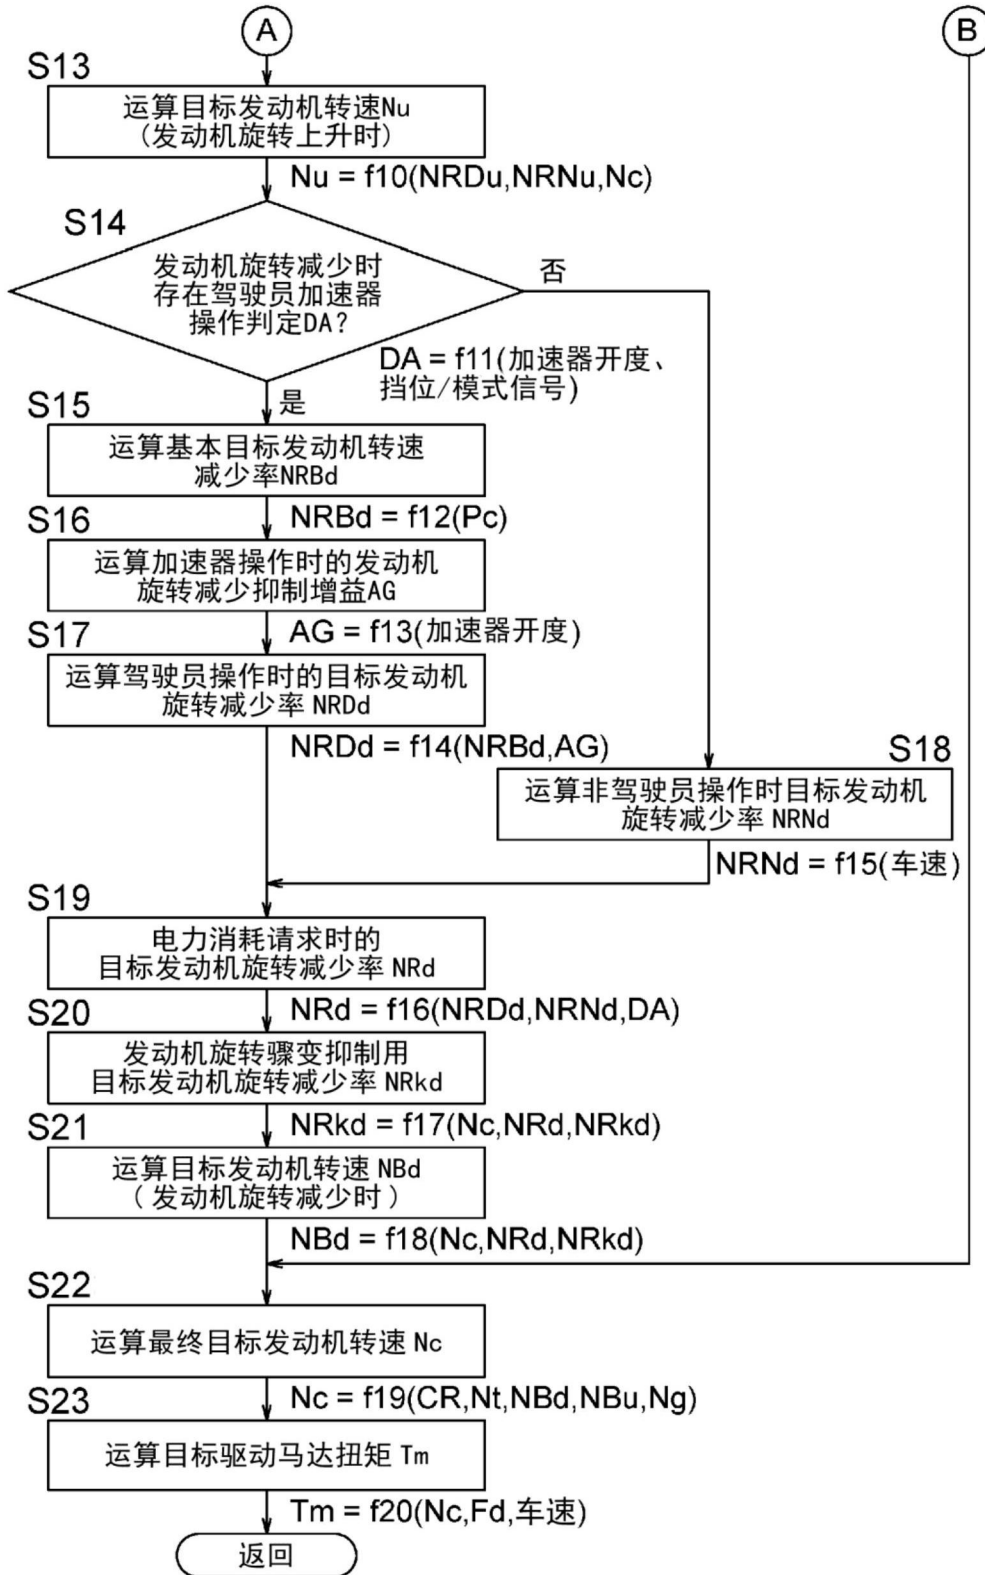 A
B
S13
运算目标发动机转速Nu
(发动机旋转上升时)
Nu = f10(NRDu,NRNu,Nc)
S14
发动机旋转减少时
存在驾驶员加速器
操作判定DA?
否
DA = f11(加速器开度、
挡位/模式信号)
是
S15
运算基本目标发动机转速
减少率NRBd
NRBd = f12(Pc)
S16
运算加速器操作时的发动机
旋转减少抑制增益AG
AG = f13(加速器开度)
S17
运算驾驶员操作时的目标发动机
旋转减少率 NRDd
NRDd = f14(NRBd,AG)
S18
运算非驾驶员操作时目标发动机
旋转减少率 NRNd
NRNd = f15(车速)
S19
电力消耗请求时的
目标发动机旋转减少率 NRd
NRd = f16(NRDd,NRNd,DA)
S20
发动机旋转骤变抑制用
目标发动机旋转减少率 NRkd
NRkd = f17(Nc,NRd,NRkd)
S21
运算目标发动机转速 NBd
(发动机旋转减少时)
NBd = f18(Nc,NRd,NRkd)
S22
运算最终目标发动机转速 Nc
Nc = f19(CR,Nt,NBd,NBu,Ng)
S23
运算目标驱动马达扭矩 Tm
Tm = f20(Nc,Fd,车速)
返回